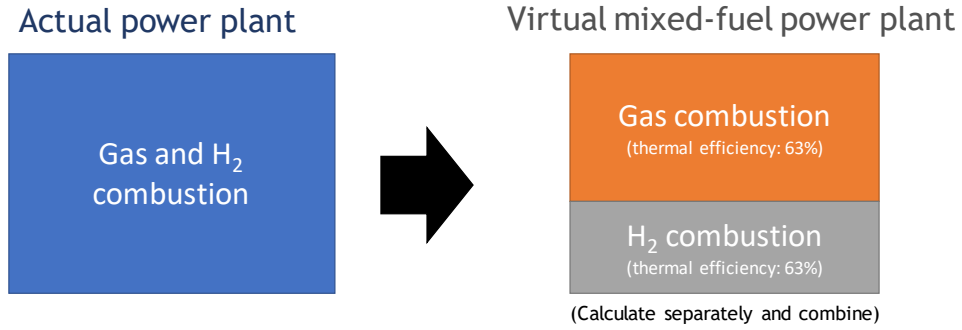 Actual power plant
Virtual mixed-fuel power plant
Gas and H₂
combustion
Gas combustion
(thermal efficiency: 63%)
H₂ combustion
(thermal efficiency: 63%)
(Calculate separately and combine)